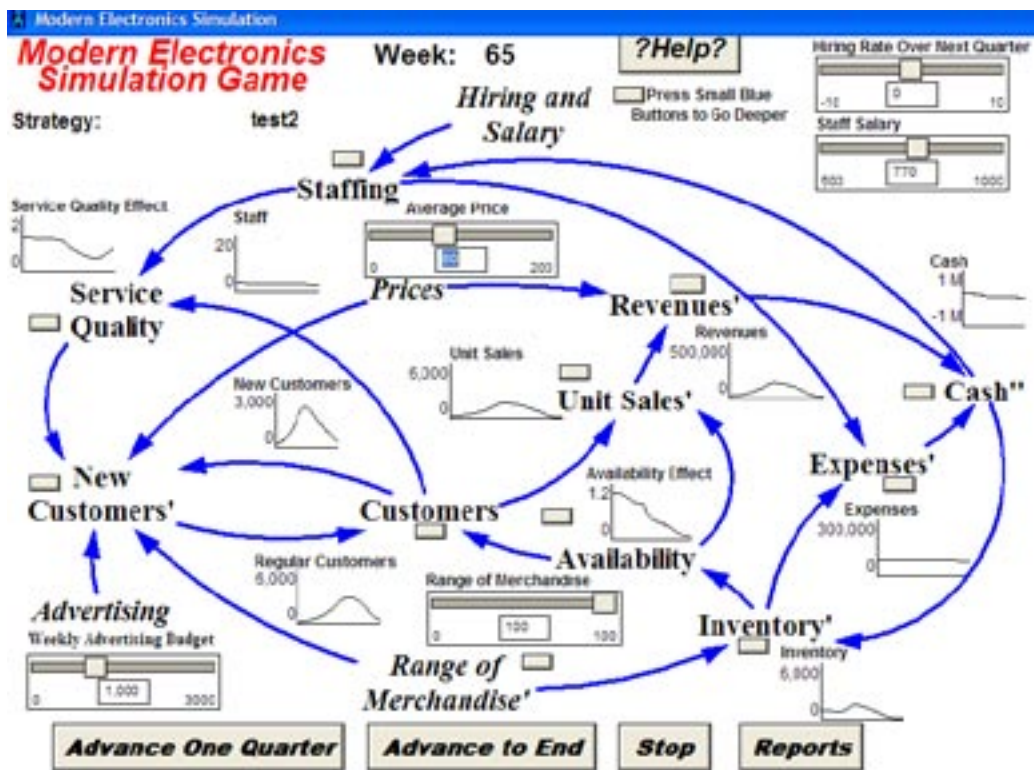 Modern Electronics Simulation
Modern Electronics
Simulation Game
Week: 65
?Help?
Hiring Rate Over Next Quarter
0
-10
10
Press Small Blue
Buttons to Go Deeper
Hiring and
Salary
Strategy:
test2
Staff Salary
770
1000
Staffing
Service Quality Effect
2
0
Staff
20
0
Average Price
0
200
Cash
1 M
-1 M
Prices
Service
Quality
Revenues'
Revenues
500,000
0
Unit Sales
6,000
0
Unit Sales'
New Customers
3,000
0
Cash"
New
Customers'
Customers
Availability Effect
1.2
0
Expenses'
Expenses
300,000
0
Availability
Regular Customers
6,000
0
Range of Merchandise
100
0
100
Advertising
Weekly Advertising Budget
1,000
0
3000
Inventory'
Inventory
6,000
0
Range of
Merchandise'
Advance One Quarter
Advance to End
Stop
Reports